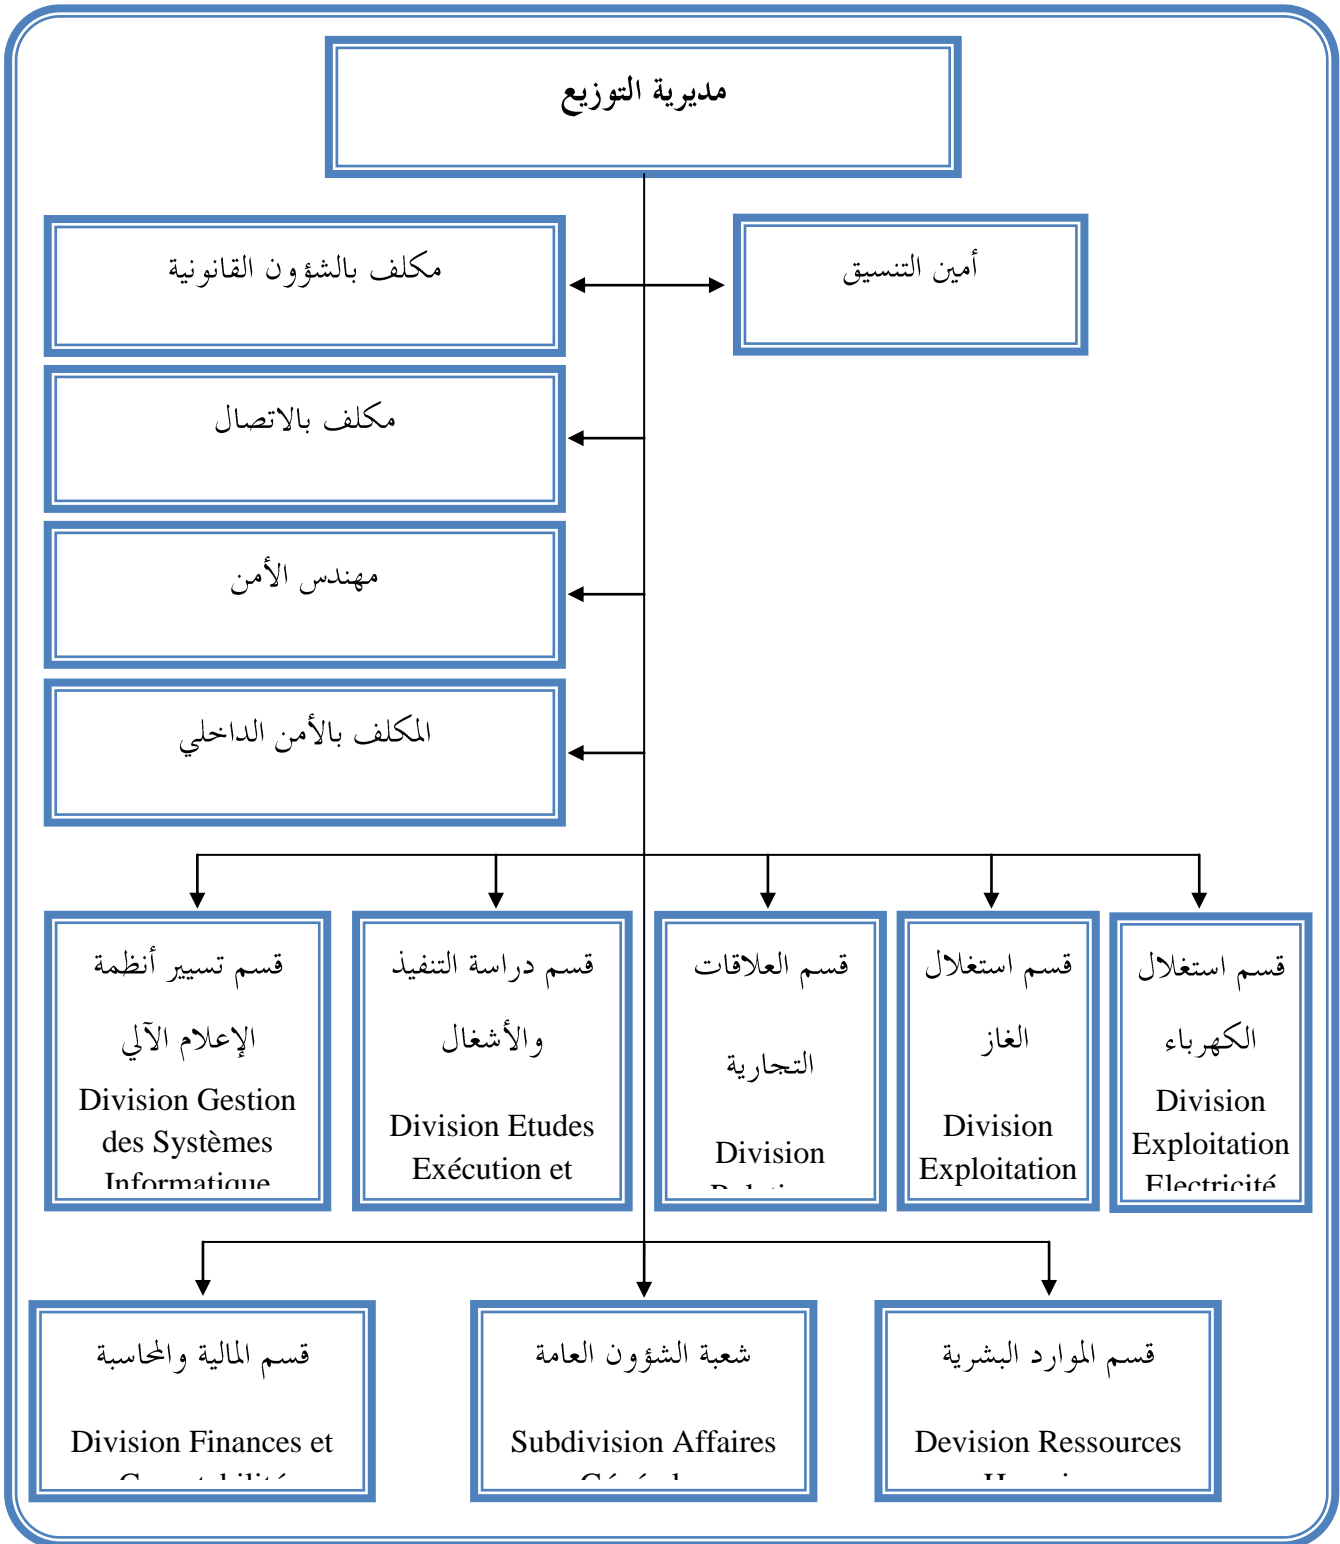 مديرية التوزيع
أمين التنسيق
مكلف بالشؤون القانونية
مكلف بالاتصال
مهندس الأمن
المكلف بالأمن الداخلي
قسم استغلال
الكهرباء
Division
Exploitation
Electricité
قسم استغلال
الغاز
Division
Exploitation
قسم العلاقات
التجارية
Division
قسم دراسة التنفيذ
والأشغال
Division Etudes
Exécution et
قسم تسيير أنظمة
الإعلام الآلي
Division Gestion
des Systèmes
Informatique
قسم الموارد البشرية
Devision Ressources
شعبة الشؤون العامة
Subdivision Affaires
قسم المالية والمحاسبة
Division Finances et